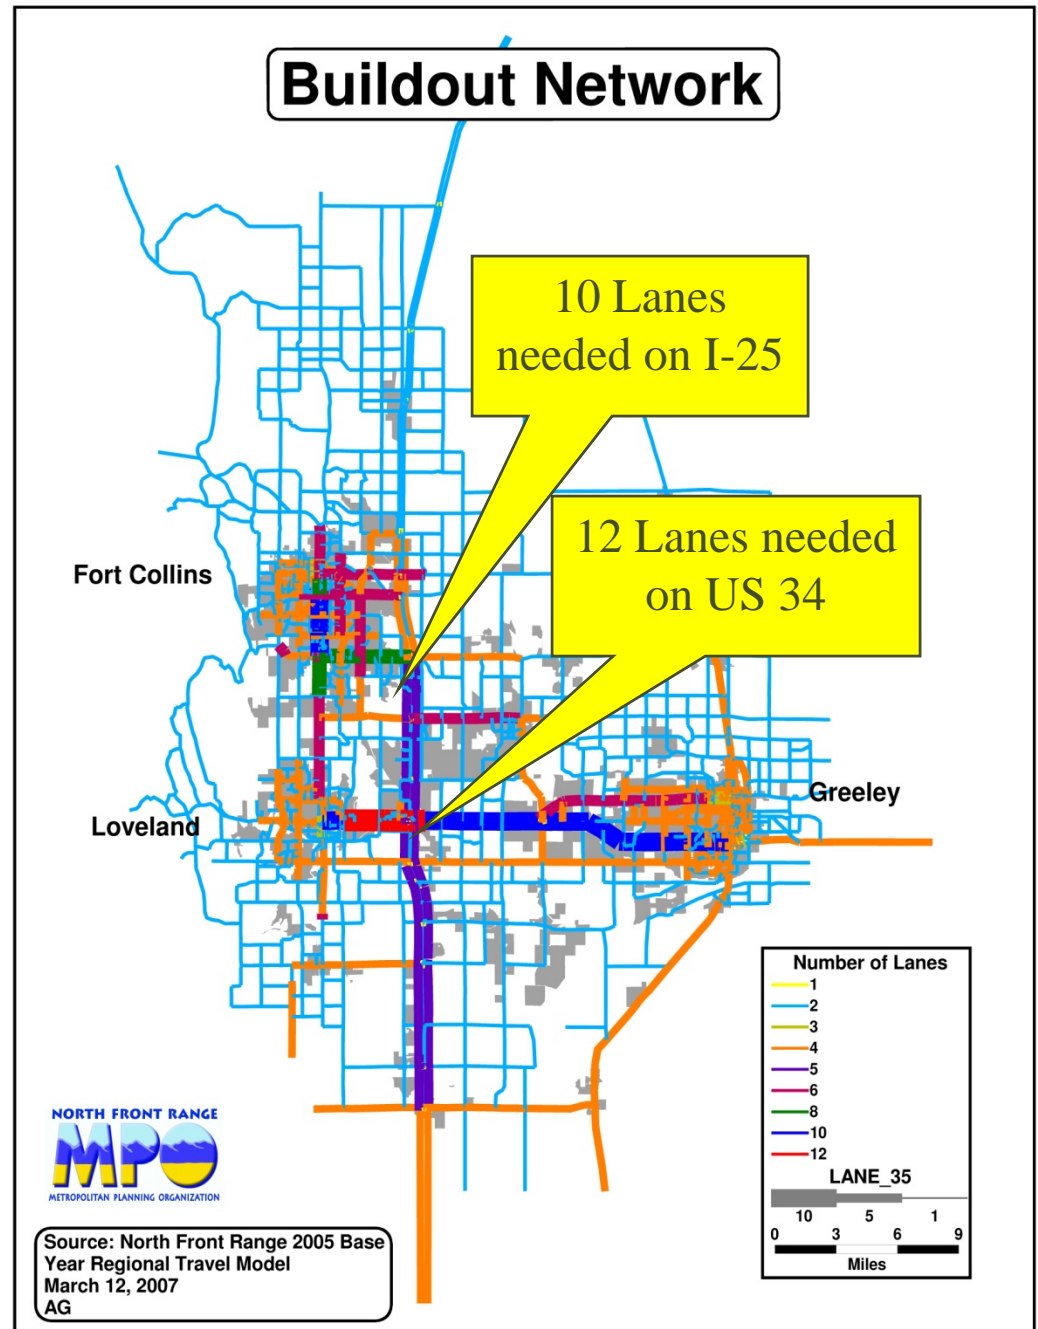 Buildout Network
10 Lanes
needed on I-25
12 Lanes needed
on US 34
Fort Collins
Greeley
Loveland
Number of Lanes
1
2
3
4
5
6
8
10
12
LANE_35
10 5 1
0 3 6 9
Miles
NORTH FRONT RANGE
MPO
METROPOLITAN PLANNING ORGANIZATION
Source: North Front Range 2005 Base
Year Regional Travel Model
March 12, 2007
AG